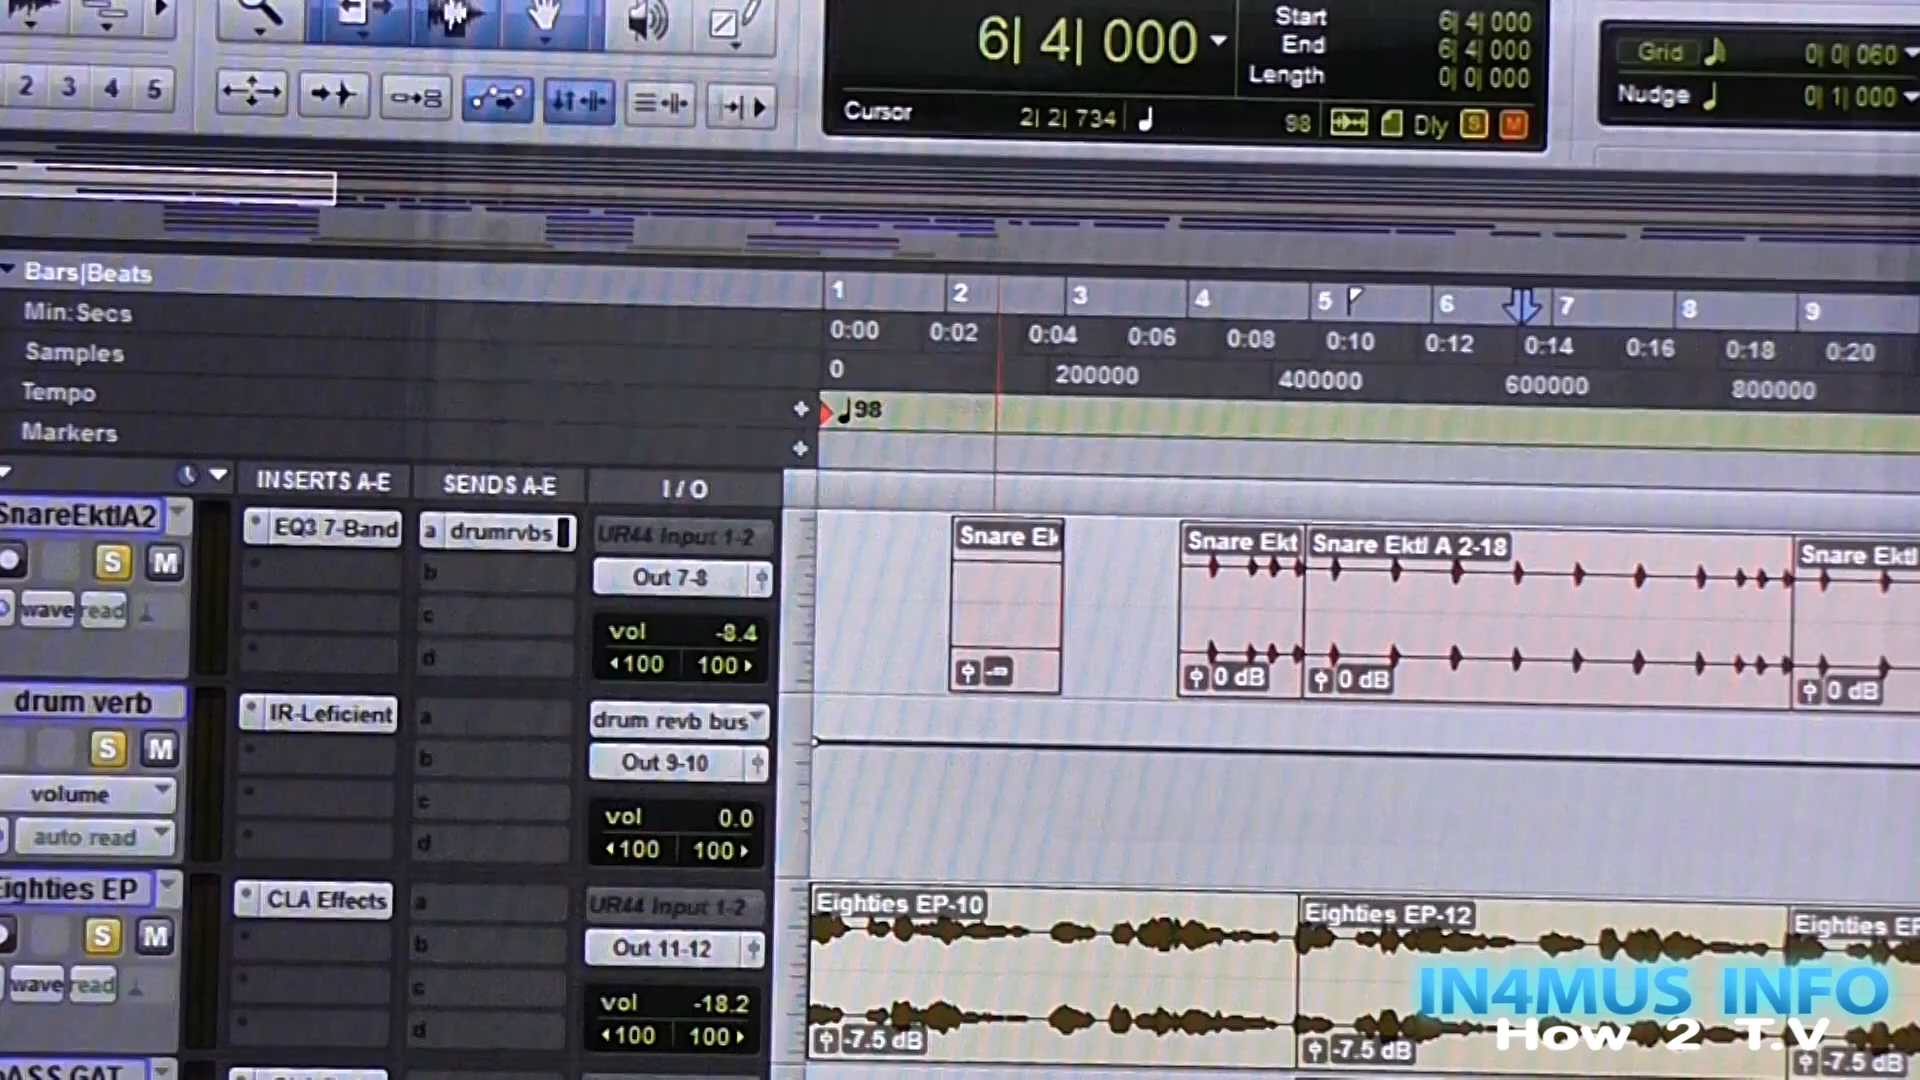 6| 4| 000
Start 6| 4| 000
End 6| 4| 000
Length 0| 0| 000
Cursor 2| 2| 734 98 Dly S M
Grid 0| 0| 060
Nudge 0| 1| 000
2 3 4 5
Bars|Beats 1 2 3 4 5 6 7 8 9
Min:Secs 0:00 0:02 0:04 0:06 0:08 0:10 0:12 0:14 0:16 0:18 0:20
Samples 0 200000 400000 600000 800000
Tempo 98
Markers
INSERTS A-E SENDS A-E I/O
SnareEktlA2 EQ3 7-Band a drumrvbs UR44 Input 1-2
S M b Out 7-8
wave read c vol -8.4
d 100 100
Snare Ek Snare Ekt Snare Ektl A 2-18 Snare Ektl
-∞ 0 dB 0 dB 0 dB
drum verb IR-Leficient a drum revb bus
S M b Out 9-10
volume c vol 0.0
auto read d 100 100
Eighties EP CLA Effects a UR44 Input 1-2
S M b Out 11-12
wave read c vol -18.2
d 100 100
Eighties EP-10 Eighties EP-12 Eighties EP
-7.5 dB -7.5 dB -7.5 dB
IN4MUS INFO
How 2 T.V